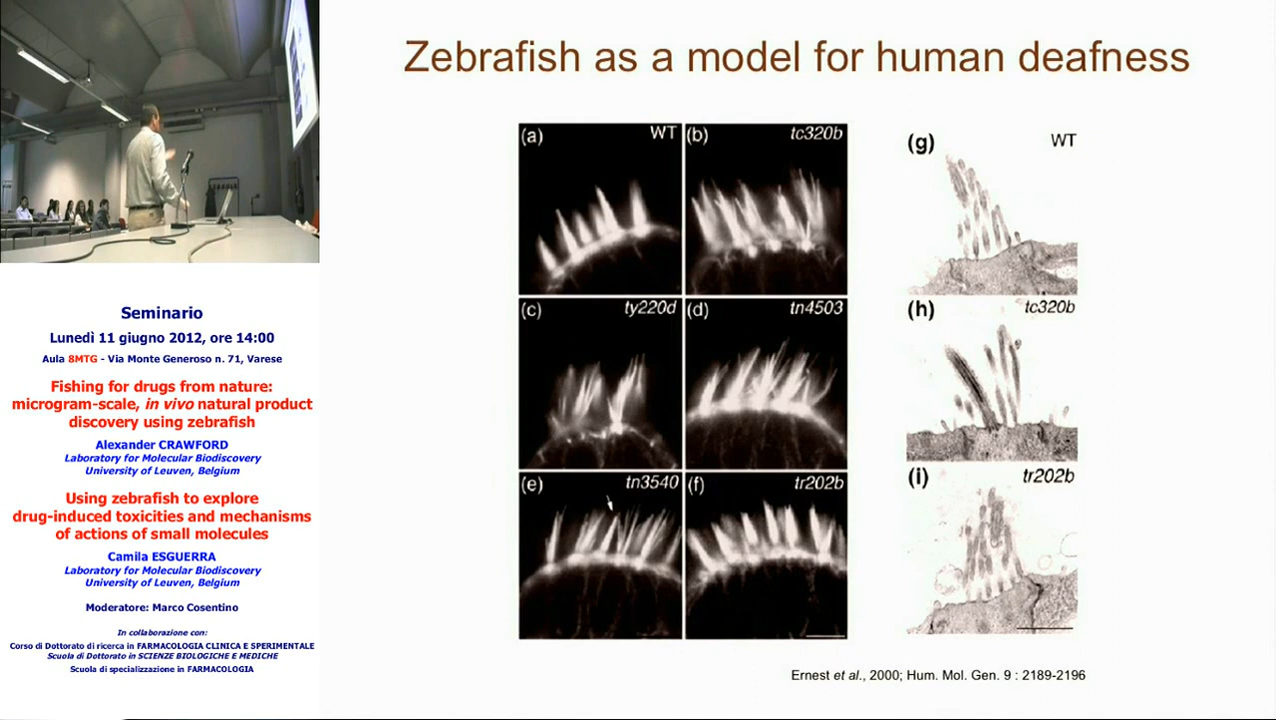 Zebrafish as a model for human deafness
(a) WT
(b) tc320b
(g) WT
(c) ty220d
(d) tn4503
(h) tc320b
(e) tn3540
(f) tr202b
(i) tr202b
Ernest et al., 2000; Hum. Mol. Gen. 9 : 2189-2196
Seminario
Lunedì 11 giugno 2012, ore 14:00
Aula 8MTG - Via Monte Generoso n. 71, Varese
Fishing for drugs from nature:
microgram-scale, in vivo natural product
discovery using zebrafish
Alexander CRAWFORD
Laboratory for Molecular Biodiscovery
University of Leuven, Belgium
Using zebrafish to explore
drug-induced toxicities and mechanisms
of actions of small molecules
Camila ESGUERRA
Laboratory for Molecular Biodiscovery
University of Leuven, Belgium
Moderatore: Marco Cosentino
In collaborazione con:
Corso di Dottorato di ricerca in FARMACOLOGIA CLINICA E SPERIMENTALE
Scuola di Dottorato in SCIENZE BIOLOGICHE E MEDICHE
Scuola di specializzazione in FARMACOLOGIA